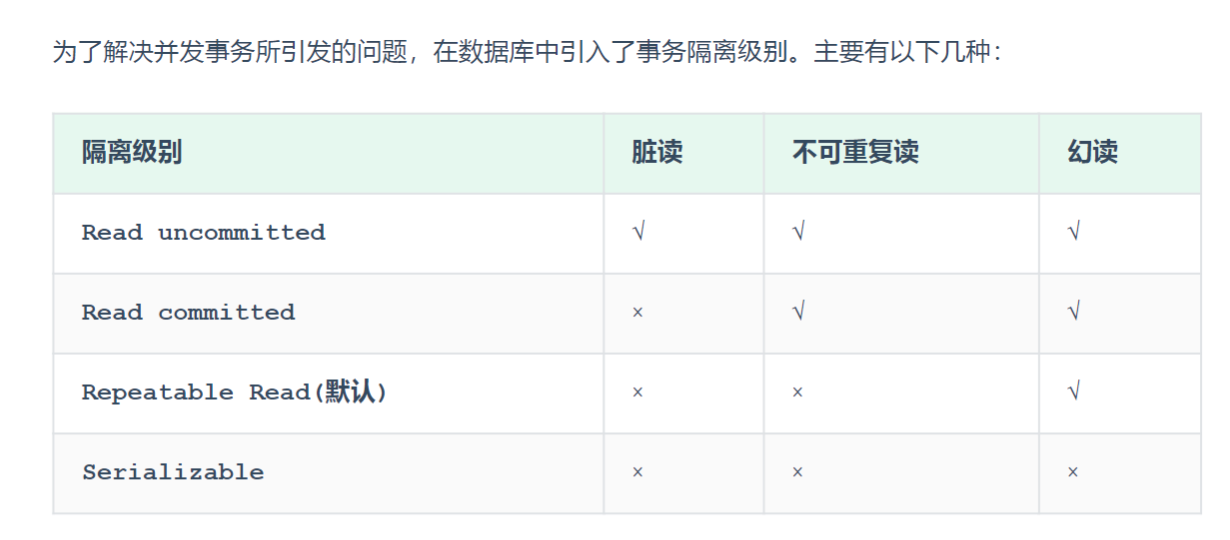 为了解决并发事务所引发的问题，在数据库中引入了事务隔离级别。主要有以下几种：
隔离级别 脏读 不可重复读 幻读
Read uncommitted √ √ √
Read committed × √ √
Repeatable Read(默认) × × √
Serializable × × ×